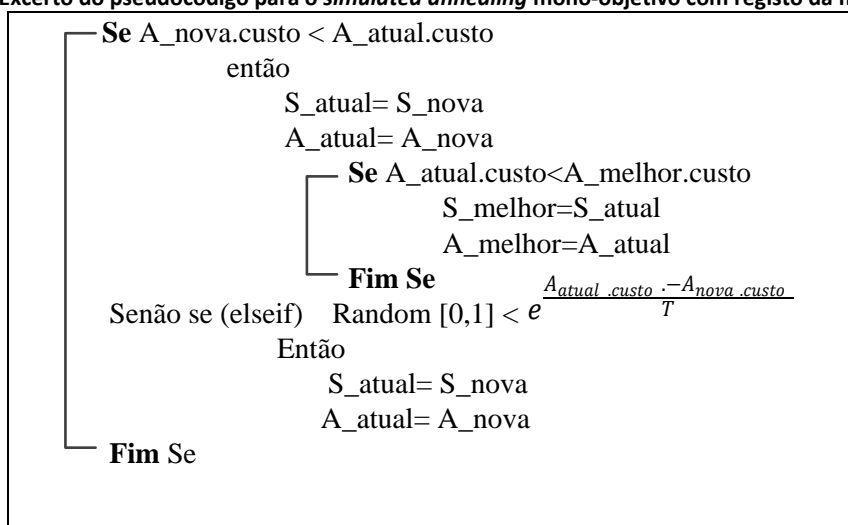 Excerto do pseudocódigo para o simulated annealing mono-objetivo com registo da
Se A_nova.custo < A_atual.custo
então
S_atual= S_nova
A_atual= A_nova
Se A_atual.custo<A_melhor.custo
S_melhor=S_atual
A_melhor=A_atual
Fim Se
Senão se (elseif) Random [0,1] < e^((A_atual .custo .−A_nova .custo)/T)
Então
S_atual= S_nova
A_atual= A_nova
Fim Se